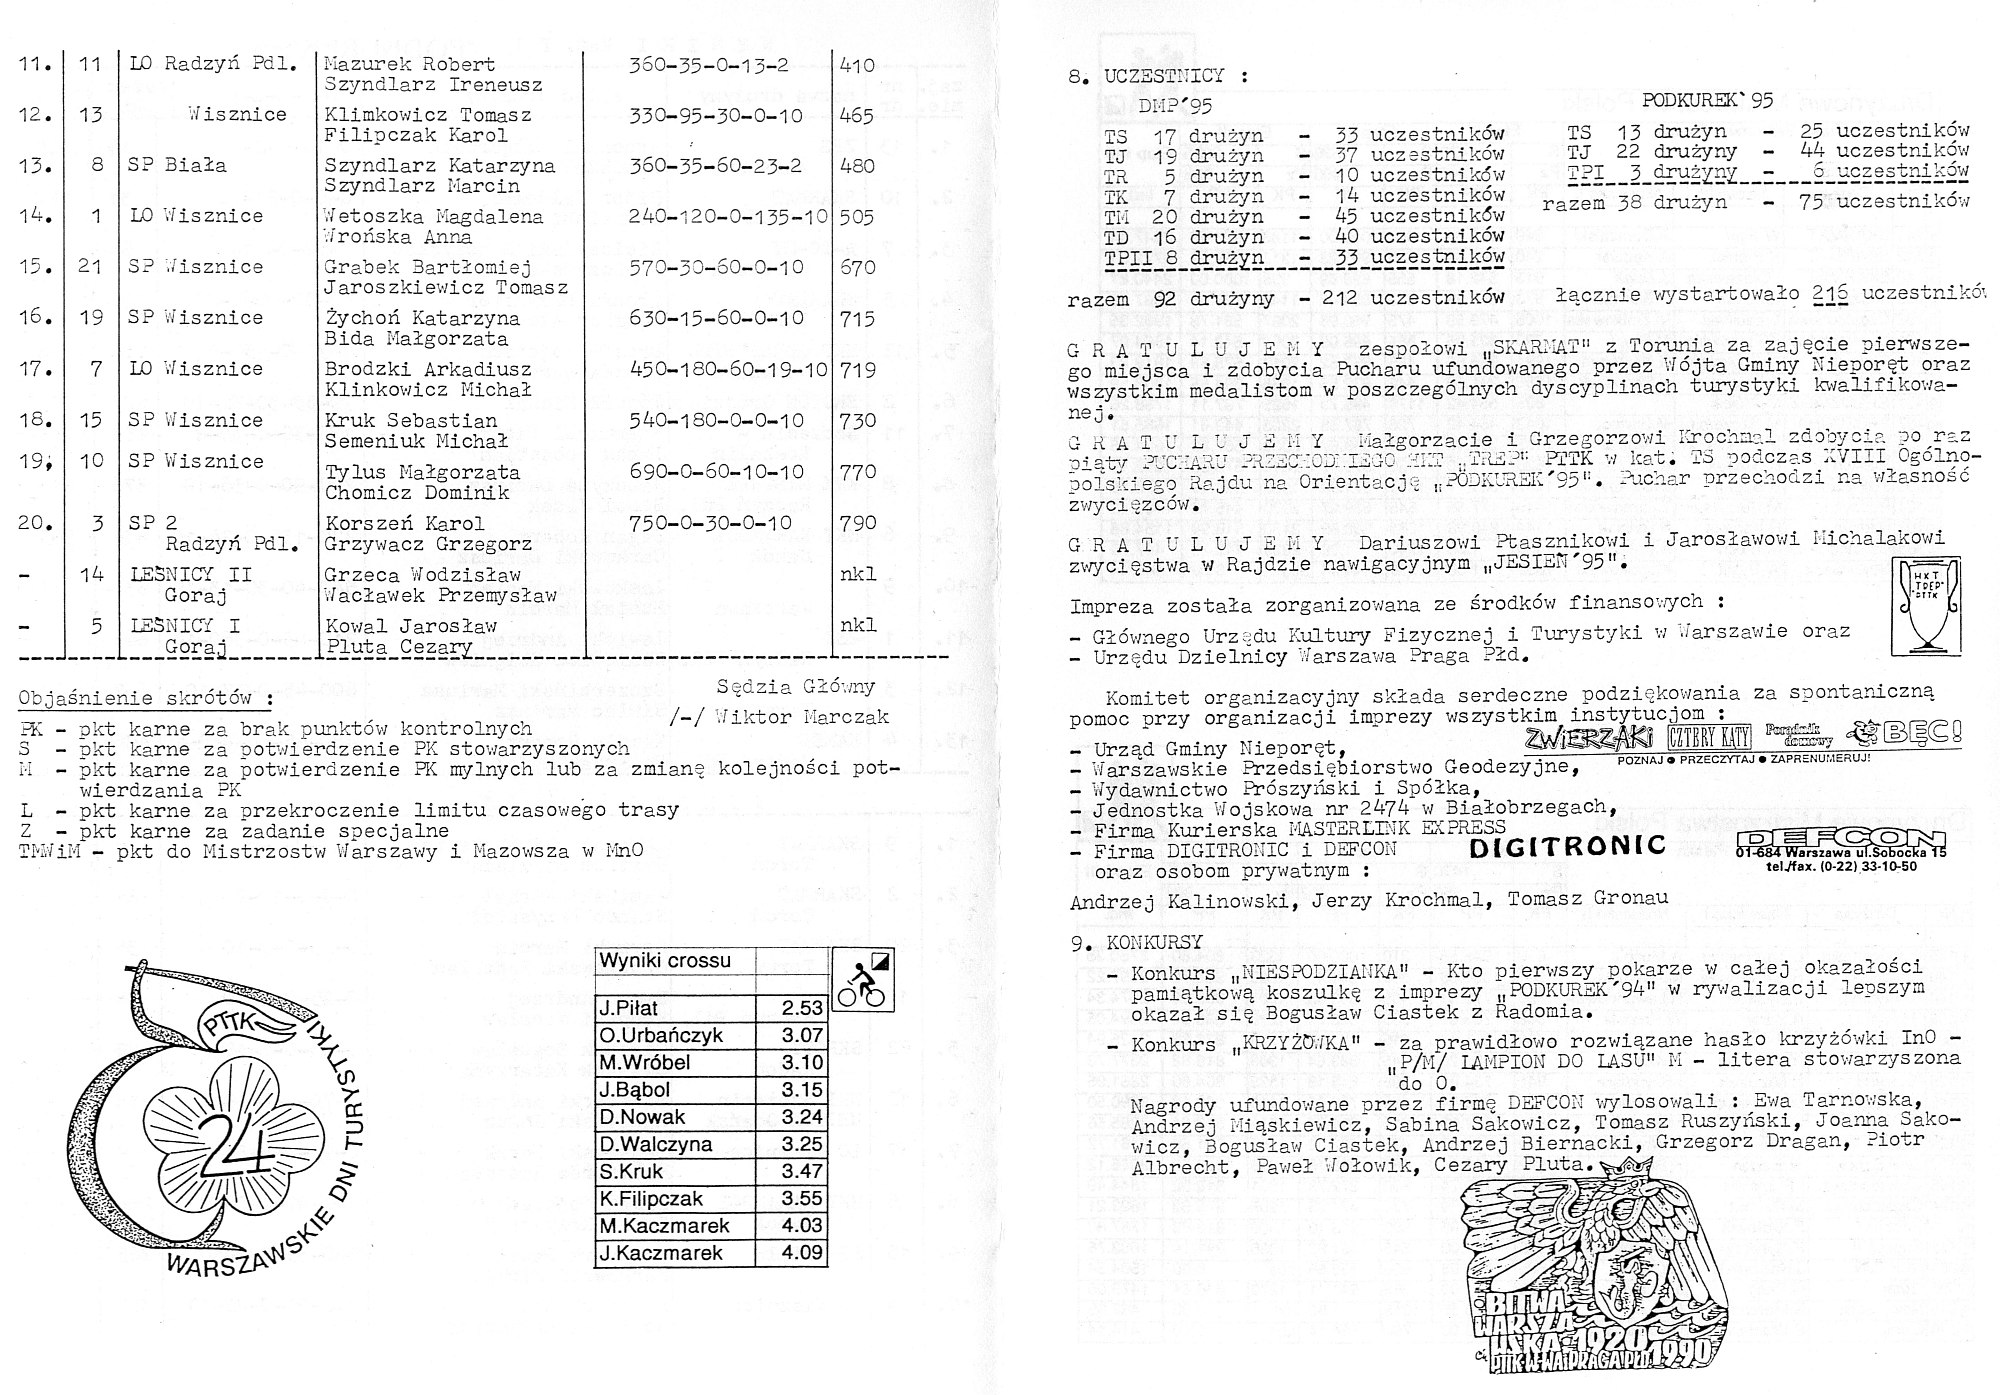 11. 11 LO Radzyń Pdl. Mazurek Robert 360-35-0-13-2 410
Szyndlarz Ireneusz
12. 13 Wisznice Klimkowicz Tomasz 330-95-30-0-10 465
Filipczak Karol
13. 8 SP Biała Szyndlarz Katarzyna 360-35-60-23-2 480
Szyndlarz Marcin
14. 1 LO Wisznice Wetoszka Magdalena 240-120-0-135-10 505
Wrońska Anna
15. 21 SP Wisznice Grabek Bartłomiej 570-30-60-0-10 670
Jaroszkiewicz Tomasz
16. 19 SP Wisznice Żychoń Katarzyna 630-15-60-0-10 715
Bida Małgorzata
17. 7 LO Wisznice Brodzki Arkadiusz 450-180-60-19-10 719
Klinkowicz Michał
18. 15 SP Wisznice Kruk Sebastian 540-180-0-0-10 730
Semeniuk Michał
19; 10 SP Wisznice Tylus Małgorzata 690-0-60-10-10 770
Chomicz Dominik
20. 3 SP 2 Korszeń Karol 750-0-30-0-10 790
Radzyń Pdl. Grzywacz Grzegorz
- 14 LEŚNICY II Grzeca Wodzisław nkl
Goraj Wacławek Przemysław
- 5 LEŚNICY I Kowal Jarosław nkl
Goraj Pluta Cezary
Objaśnienie skrótów :
Sędzia Główny
/-/ Wiktor Marczak
PK - pkt karne za brak punktów kontrolnych
S - pkt karne za potwierdzenie PK stowarzyszonych
M - pkt karne za potwierdzenie PK mylnych lub za zmianę kolejności pot-
wierdzania PK
L - pkt karne za przekroczenie limitu czasowego trasy
Z - pkt karne za zadanie specjalne
TMWiM - pkt do Mistrzostw Warszawy i Mazowsza w MnO
PTTK
24
WARSZAWSKIE DNI TURYSTYKI
Wyniki crossu
J.Piłat 2.53
O.Urbańczyk 3.07
M.Wróbel 3.10
J.Bąbol 3.15
D.Nowak 3.24
D.Walczyna 3.25
S.Kruk 3.47
K.Filipczak 3.55
M.Kaczmarek 4.03
J.Kaczmarek 4.09
8. UCZESTNICY :
DMP'95 PODKUREK`95
TS 17 drużyn - 33 uczestników TS 13 drużyn - 25 uczestników
TJ 19 drużyn - 37 uczestników TJ 22 drużyny - 44 uczestników
TR 5 drużyn - 10 uczestników TPI 3 drużyny - 6 uczestników
TK 7 drużyn - 14 uczestników razem 38 drużyn - 75 uczestników
TM 20 drużyn - 45 uczestników
TD 16 drużyn - 40 uczestników
TPII 8 drużyn - 33 uczestników
razem 92 drużyny - 212 uczestników łącznie wystartowało 216 uczestnikó
G R A T U L U J E M Y zespołowi „SKARMAT" z Torunia za zajęcie pierwsze-
go miejsca i zdobycia Pucharu ufundowanego przez Wójta Gminy Nieporęt oraz
wszystkim medalistom w poszczególnych dyscyplinach turystyki kwalifikowa-
nej.
G R A T U L U J E M Y Małgorzacie i Grzegorzowi Krochmal zdobycia po raz
piąty PUCHARU PRZECHODNIEGO HKT „TREP" PTTK w kat. TS podczas XVIII Ogólno-
polskiego Rajdu na Orientację „PODKUREK'95". Puchar przechodzi na własność
zwycięzców.
G R A T U L U J E M Y Dariuszowi Ptasznikowi i Jarosławowi Michalakowi
zwycięstwa w Rajdzie nawigacyjnym „JESIEŃ'95".
HKT
"TREP"
PTTK
Impreza została zorganizowana ze środków finansowych :
- Głównego Urzędu Kultury Fizycznej i Turystyki w Warszawie oraz
- Urzędu Dzielnicy Warszawa Praga Płd.
Komitet organizacyjny składa serdeczne podziękowania za spontaniczną
pomoc przy organizacji imprezy wszystkim instytucjom :
ZWIERZAKI CZTERY KĄTY Poradnik domowy BĘC!
POZNAJ ● PRZECZYTAJ ● ZAPRENUMERUJ!
- Urząd Gminy Nieporęt,
- Warszawskie Przedsiębiorstwo Geodezyjne,
- Wydawnictwo Prószyński i Spółka,
- Jednostka Wojskowa nr 2474 w Białobrzegach,
- Firma Kurierska MASTERLINK EXPRESS
- Firma DIGITRONIC i DEFCON
DIGITRONIC
DEFCON
01-684 Warszawa ul.Sobocka 15
tel./fax. (0-22) 33-10-50
oraz osobom prywatnym :
Andrzej Kalinowski, Jerzy Krochmal, Tomasz Gronau
9. KONKURSY
- Konkurs „NIESPODZIANKA" - Kto pierwszy pokarze w całej okazałości
pamiątkową koszulkę z imprezy „PODKUREK'94" w rywalizacji lepszym
okazał się Bogusław Ciastek z Radomia.
- Konkurs „KRZYŻÓWKA" - za prawidłowo rozwiązane hasło krzyżówki InO -
„P/M/ LAMPION DO LASU" M - litera stowarzyszona
do O.
Nagrody ufundowane przez firmę DEFCON wylosowali : Ewa Tarnowska,
Andrzej Miąskiewicz, Sabina Sakowicz, Tomasz Ruszyński, Joanna Sako-
wicz, Bogusław Ciastek, Andrzej Biernacki, Grzegorz Dragan, Piotr
Albrecht, Paweł Wołowik, Cezary Pluta.
BITWA
WARSZA
WSKA 1920
PTTK W-WA PRAGA PŁD. 1990